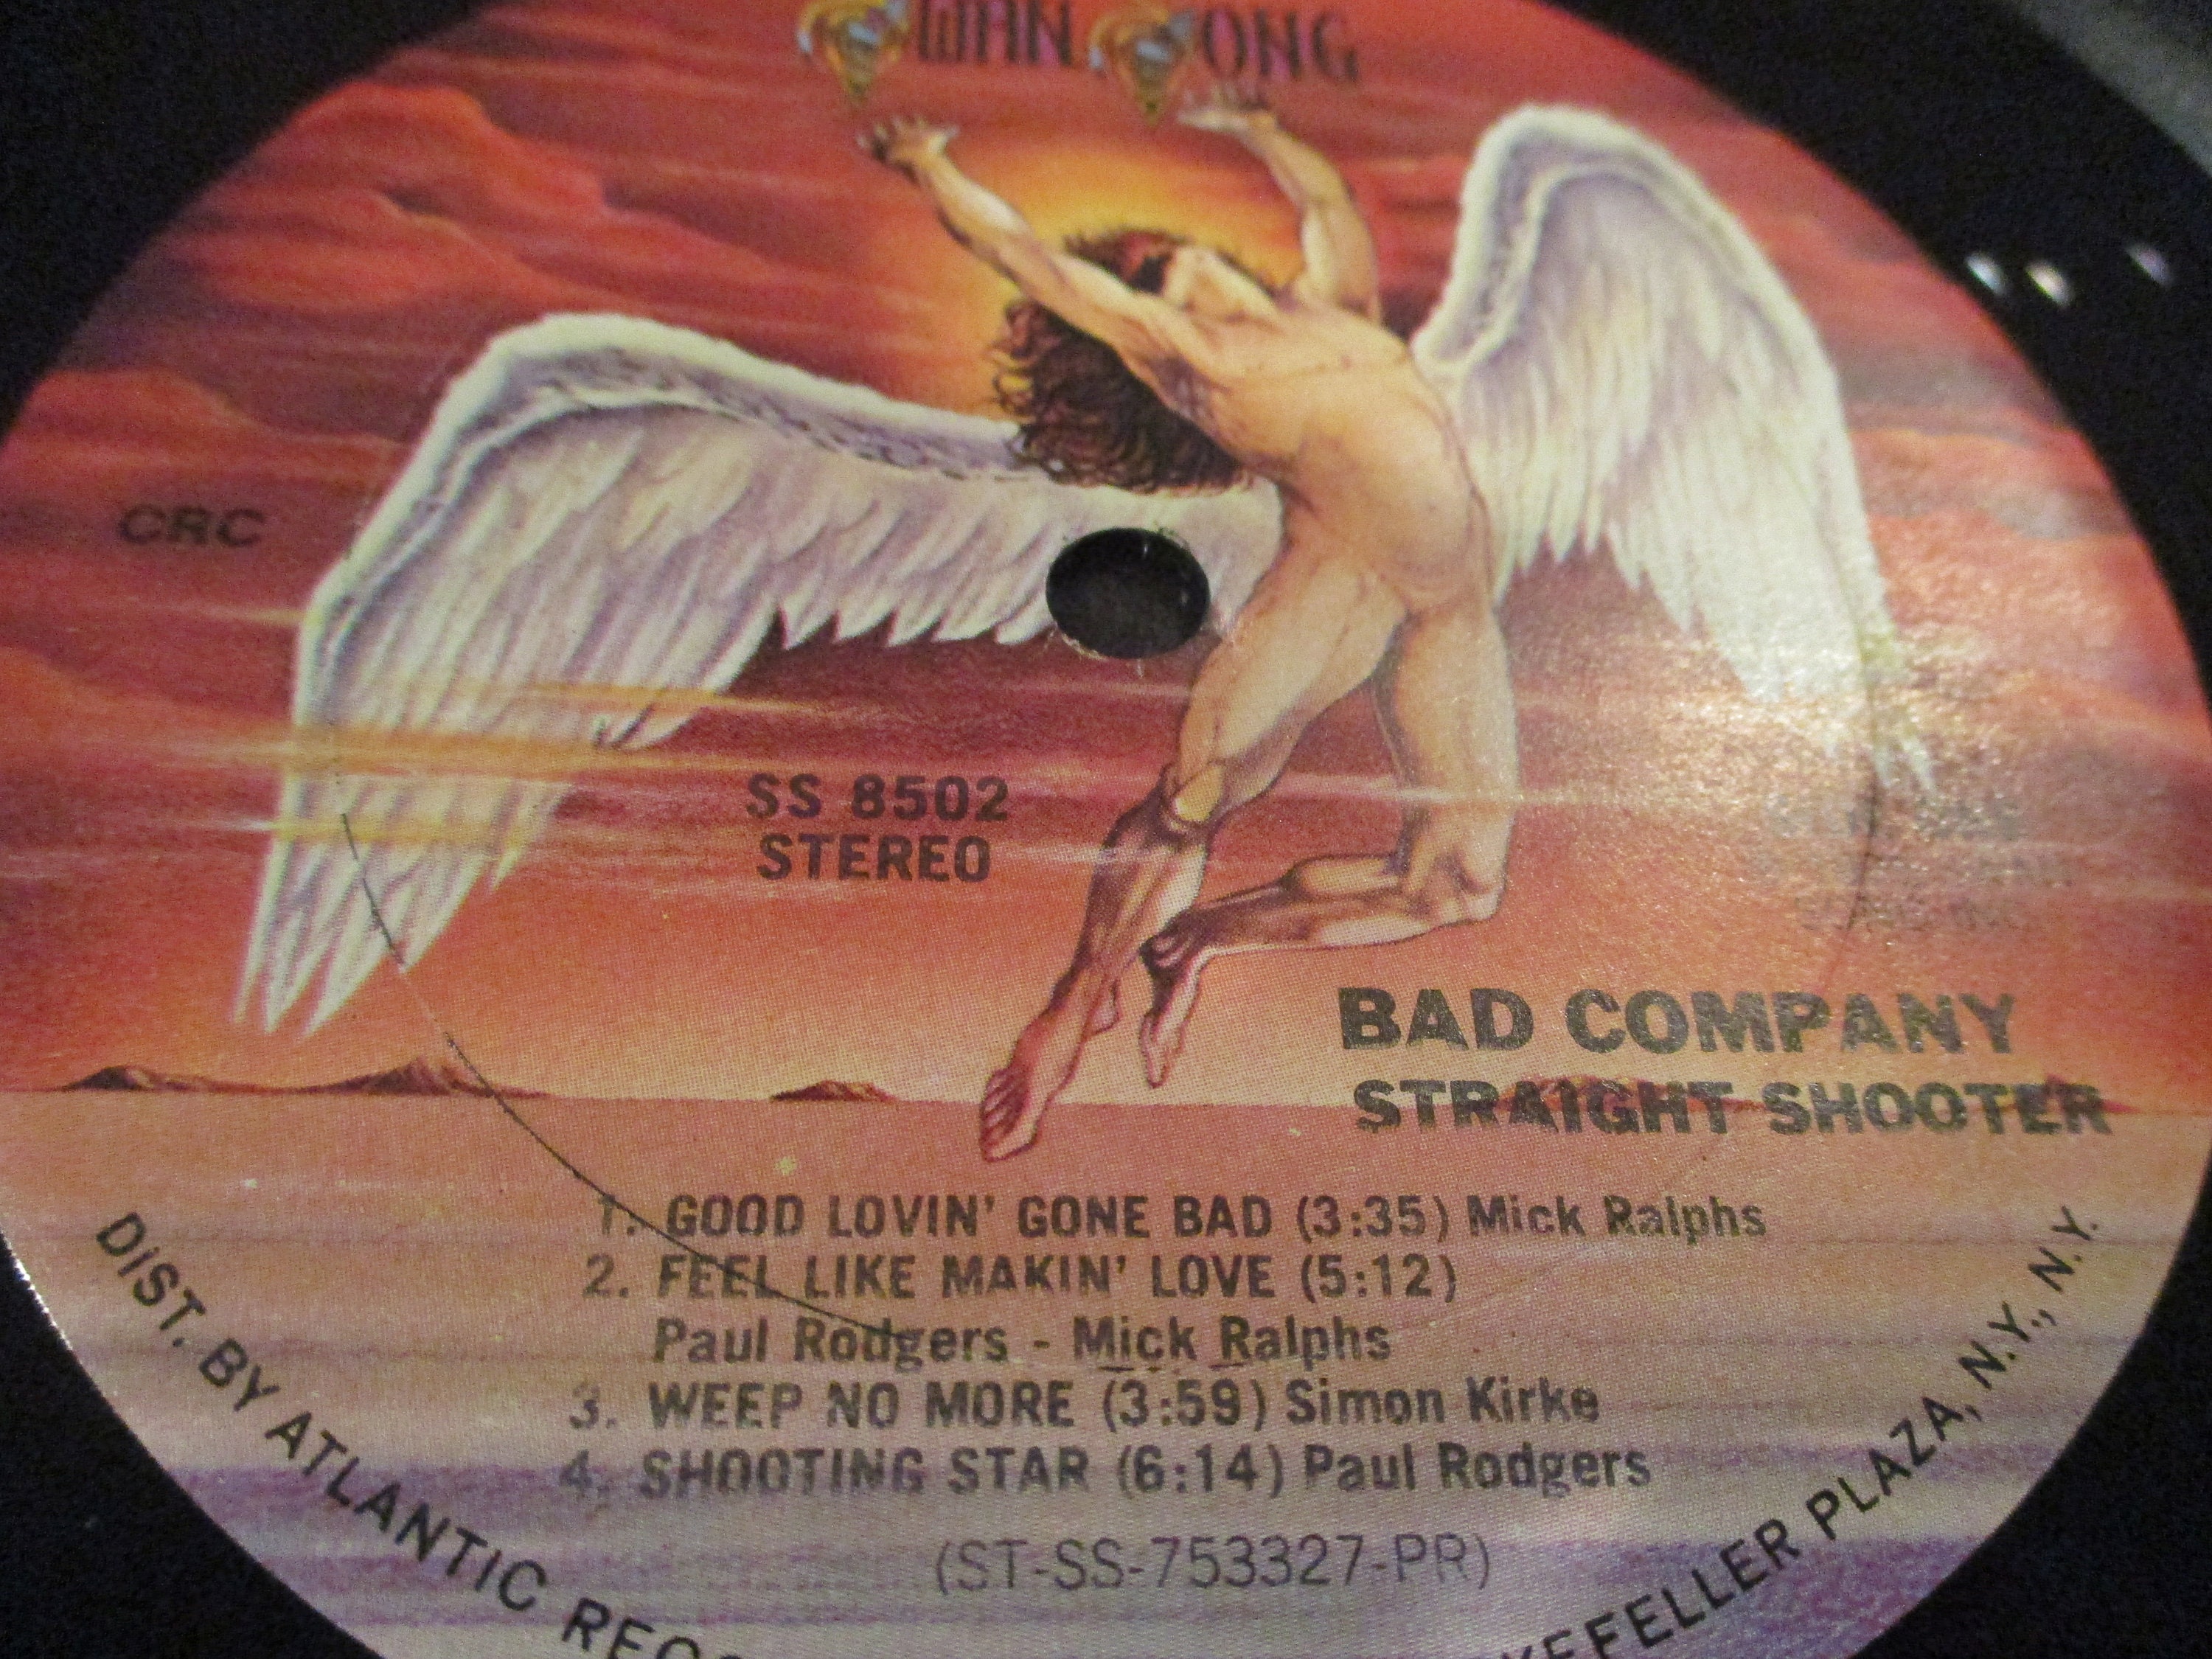 SWAN SONG
CRC
SS 8502
STEREO
BAD COMPANY
STRAIGHT SHOOTER
1. GOOD LOVIN' GONE BAD (3:35) Mick Ralphs
2. FEEL LIKE MAKIN' LOVE (5:12)
Paul Rodgers - Mick Ralphs
3. WEEP NO MORE (3:59) Simon Kirke
4. SHOOTING STAR (6:14) Paul Rodgers
(ST-SS-753327-PR)
DIST. BY ATLANTIC PLAZA, N.Y., N.Y.